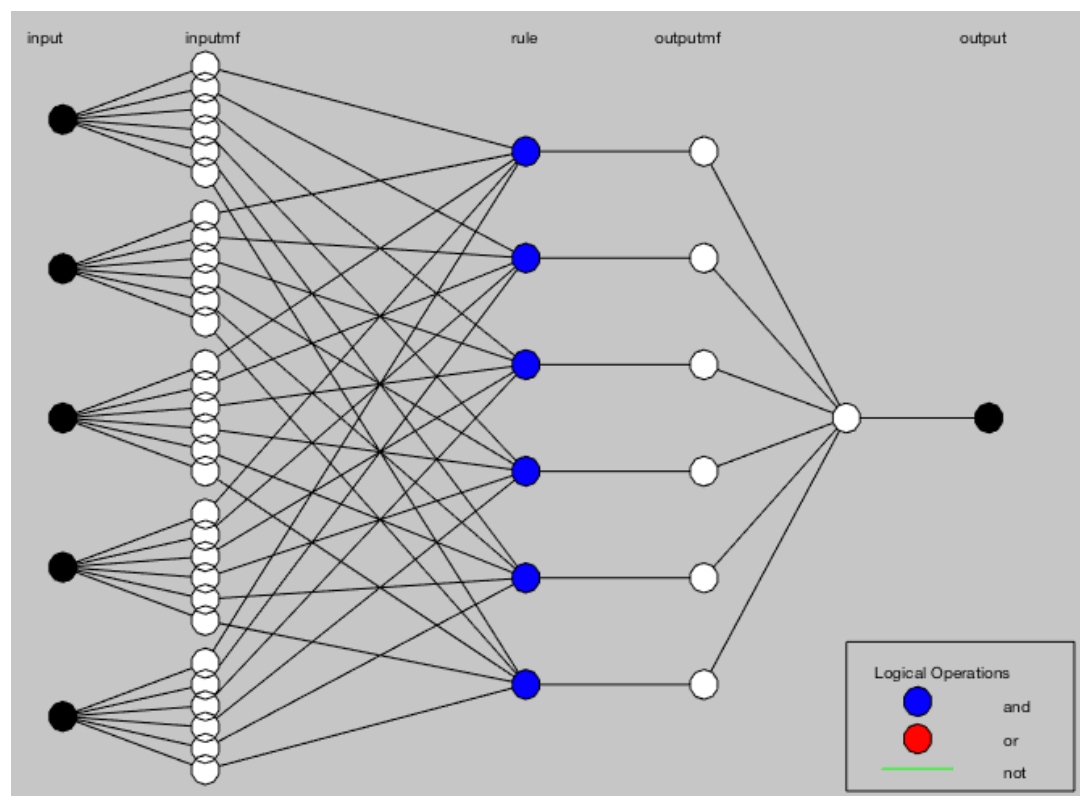 input inputmf rule outputmf output
Logical Operations
and
or
not